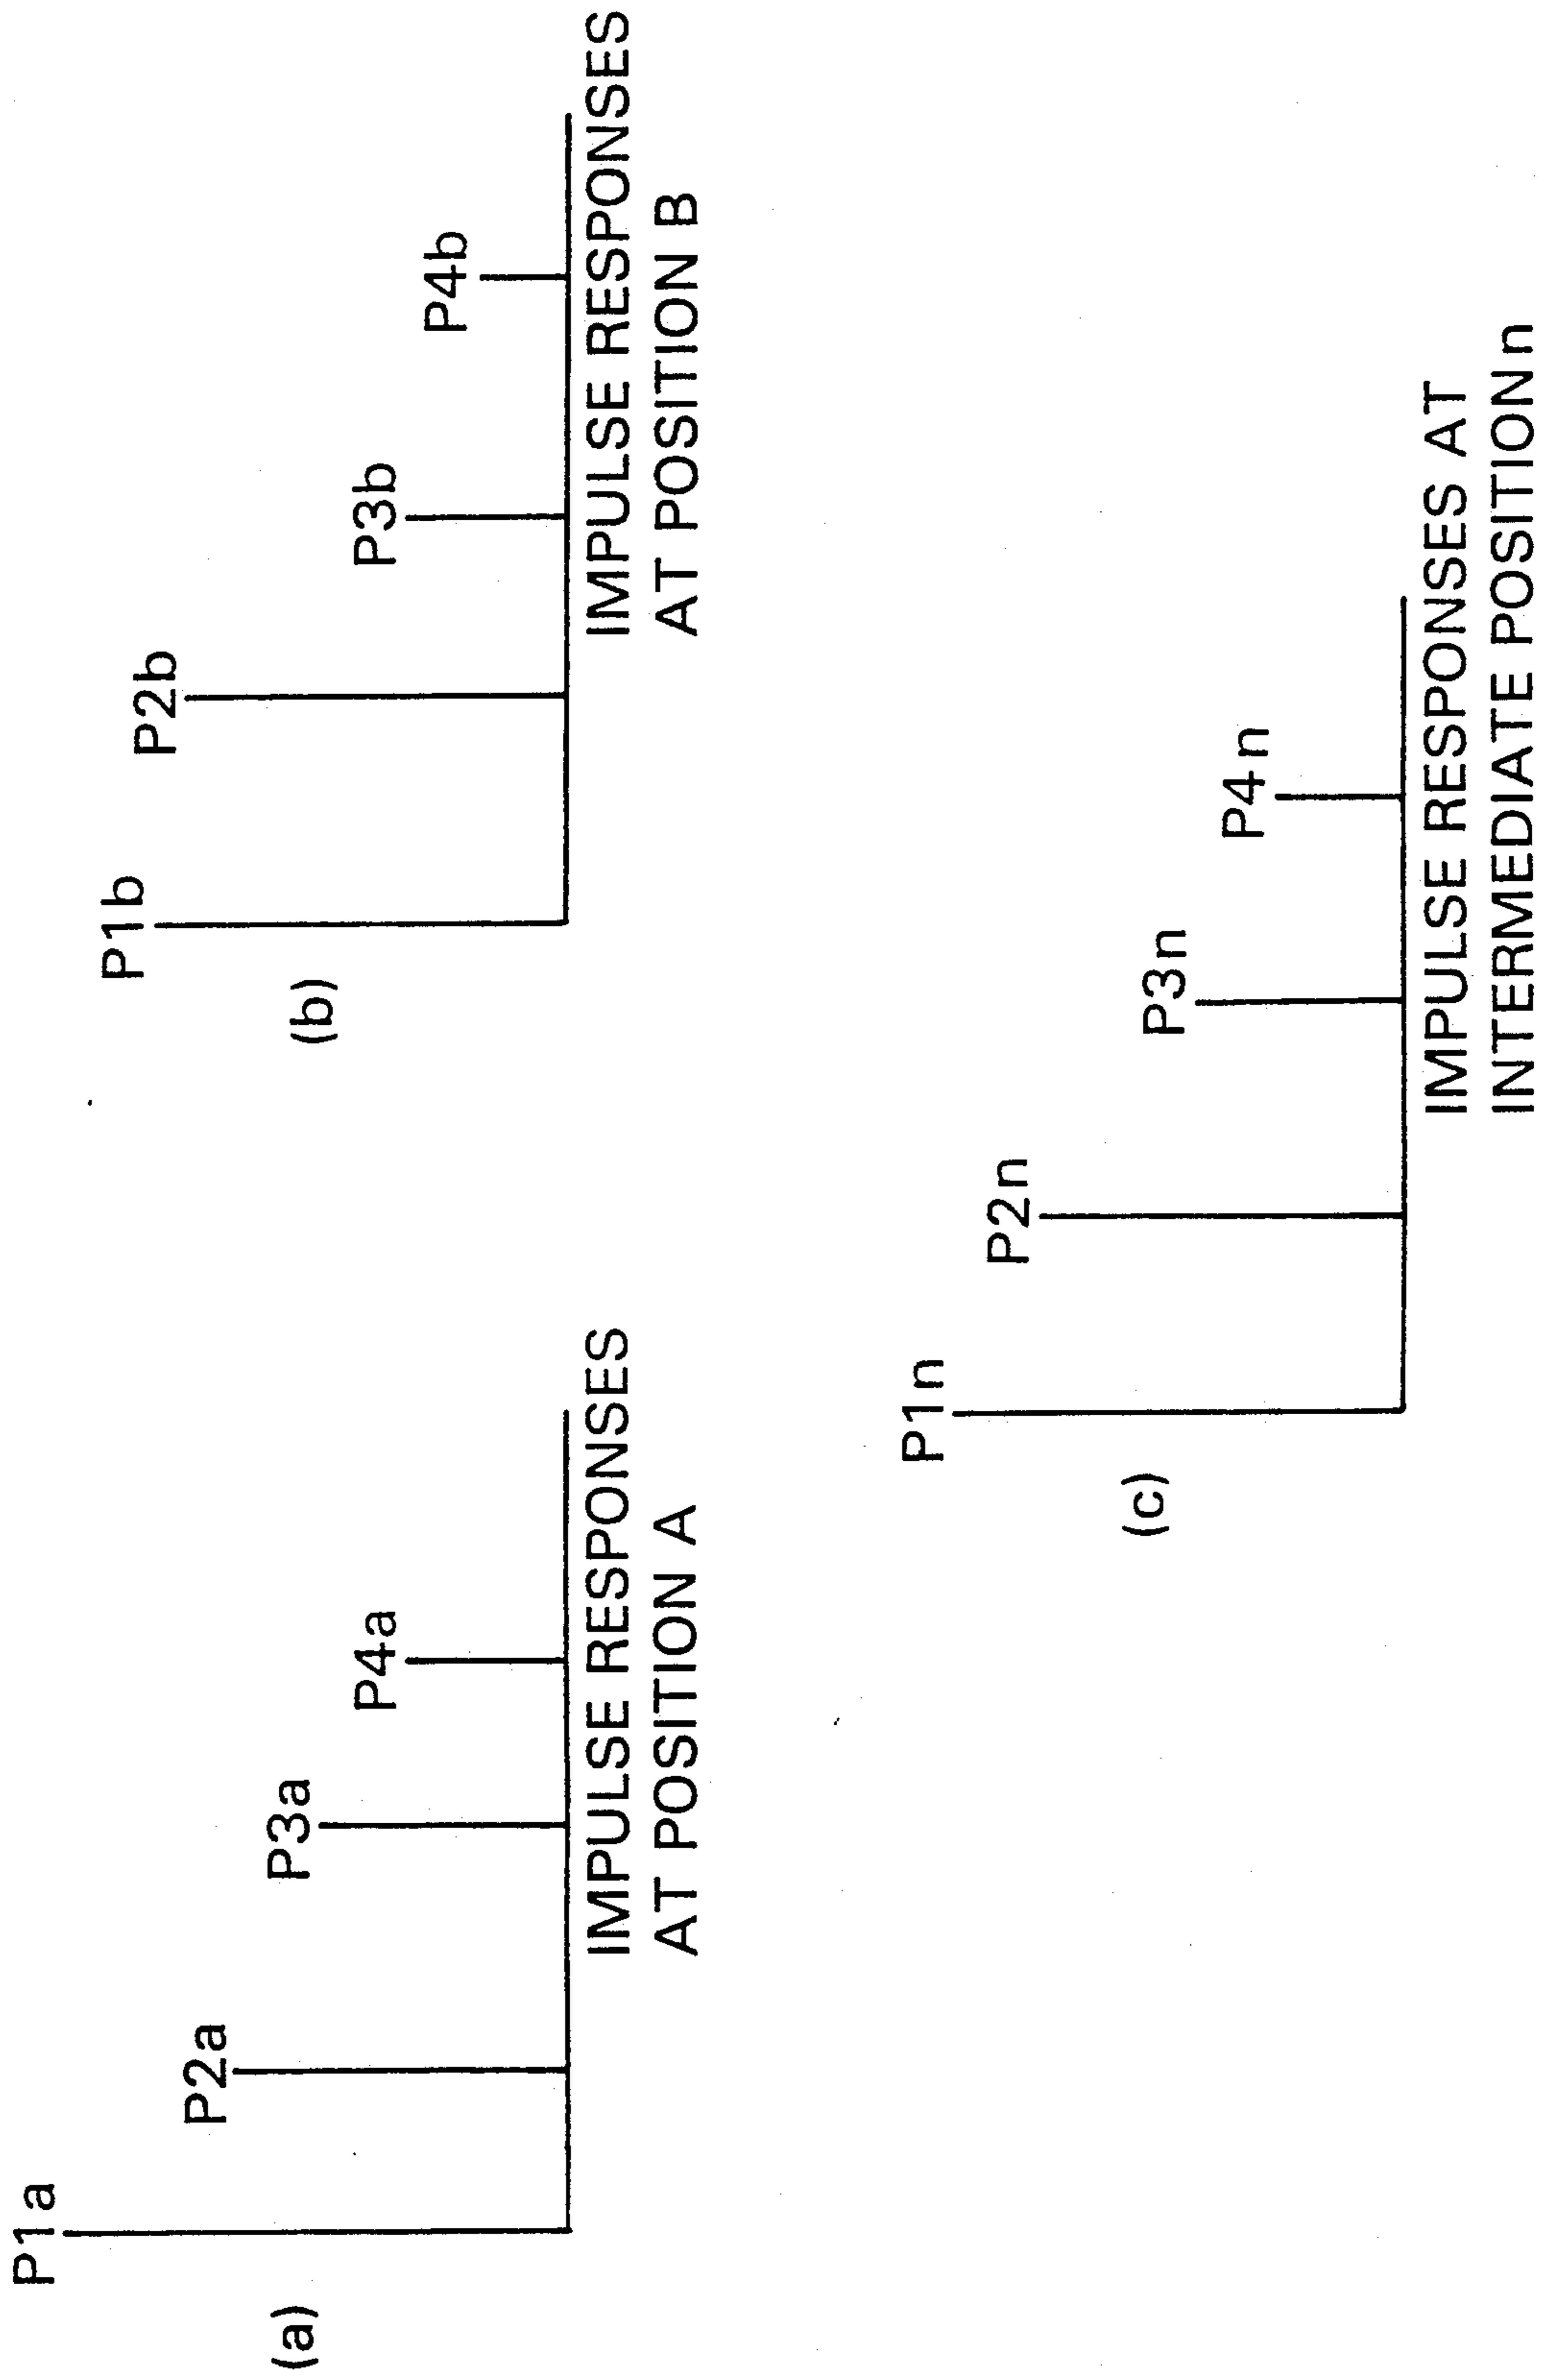 (a)
P1a
P2a
P3a
P4a
IMPULSE RESPONSES
AT POSITION A
(b)
P1b
P2b
P3b
P4b
IMPULSE RESPONSES
AT POSITION B
(c)
P1n
P2n
P3n
P4n
IMPULSE RESPONSES AT
INTERMEDIATE POSITION n